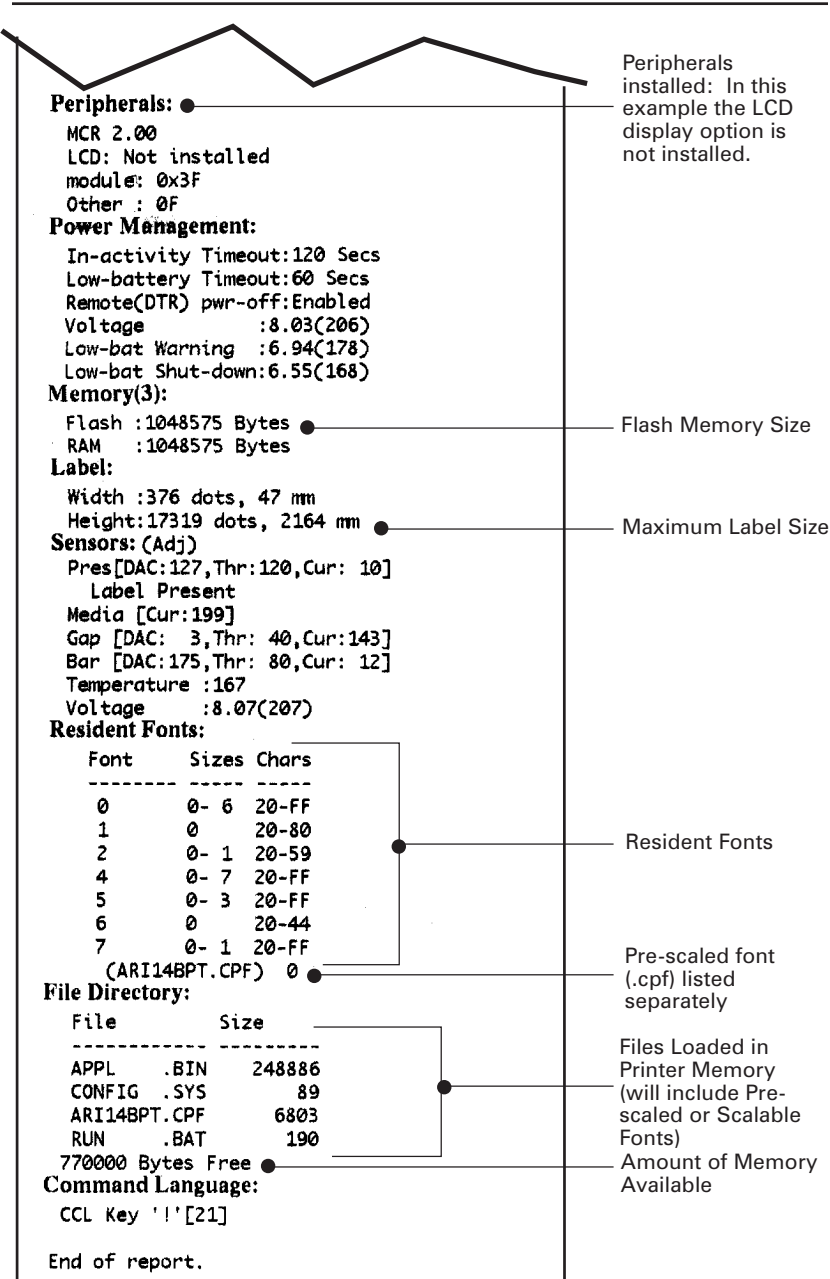 Peripherals:
MCR 2.00
LCD: Not installed
module: 0x3F
Other : 0F
Power Management:
In-activity Timeout:120 Secs
Low-battery Timeout:60 Secs
Remote(DTR) pwr-off:Enabled
Voltage :8.03(206)
Low-bat Warning :6.94(178)
Low-bat Shut-down:6.55(168)
Memory(3):
Flash :1048575 Bytes
RAM :1048575 Bytes
Label:
Width :376 dots, 47 mm
Height:17319 dots, 2164 mm
Sensors: (Adj)
Pres[DAC:127,Thr:120,Cur: 10]
Label Present
Media [Cur:199]
Gap [DAC: 3,Thr: 40,Cur:143]
Bar [DAC:175,Thr: 80,Cur: 12]
Temperature :167
Voltage :8.07(207)
Resident Fonts:
Font Sizes Chars
-------- ----- -----
0 0- 6 20-FF
1 0 20-80
2 0- 1 20-59
4 0- 7 20-FF
5 0- 3 20-FF
6 0 20-44
7 0- 1 20-FF
(ARI14BPT.CPF) 0
File Directory:
File Size
------------ ---------
APPL .BIN 248886
CONFIG .SYS 89
ARI14BPT.CPF 6803
RUN .BAT 190
770000 Bytes Free
Command Language:
CCL Key '!'[21]
End of report.
Peripherals
installed: In this
example the LCD
display option is
not installed.
Flash Memory Size
Maximum Label Size
Resident Fonts
Pre-scaled font
(.cpf) listed
separately
Files Loaded in
Printer Memory
(will include Pre-
scaled or Scalable
Fonts)
Amount of Memory
Available